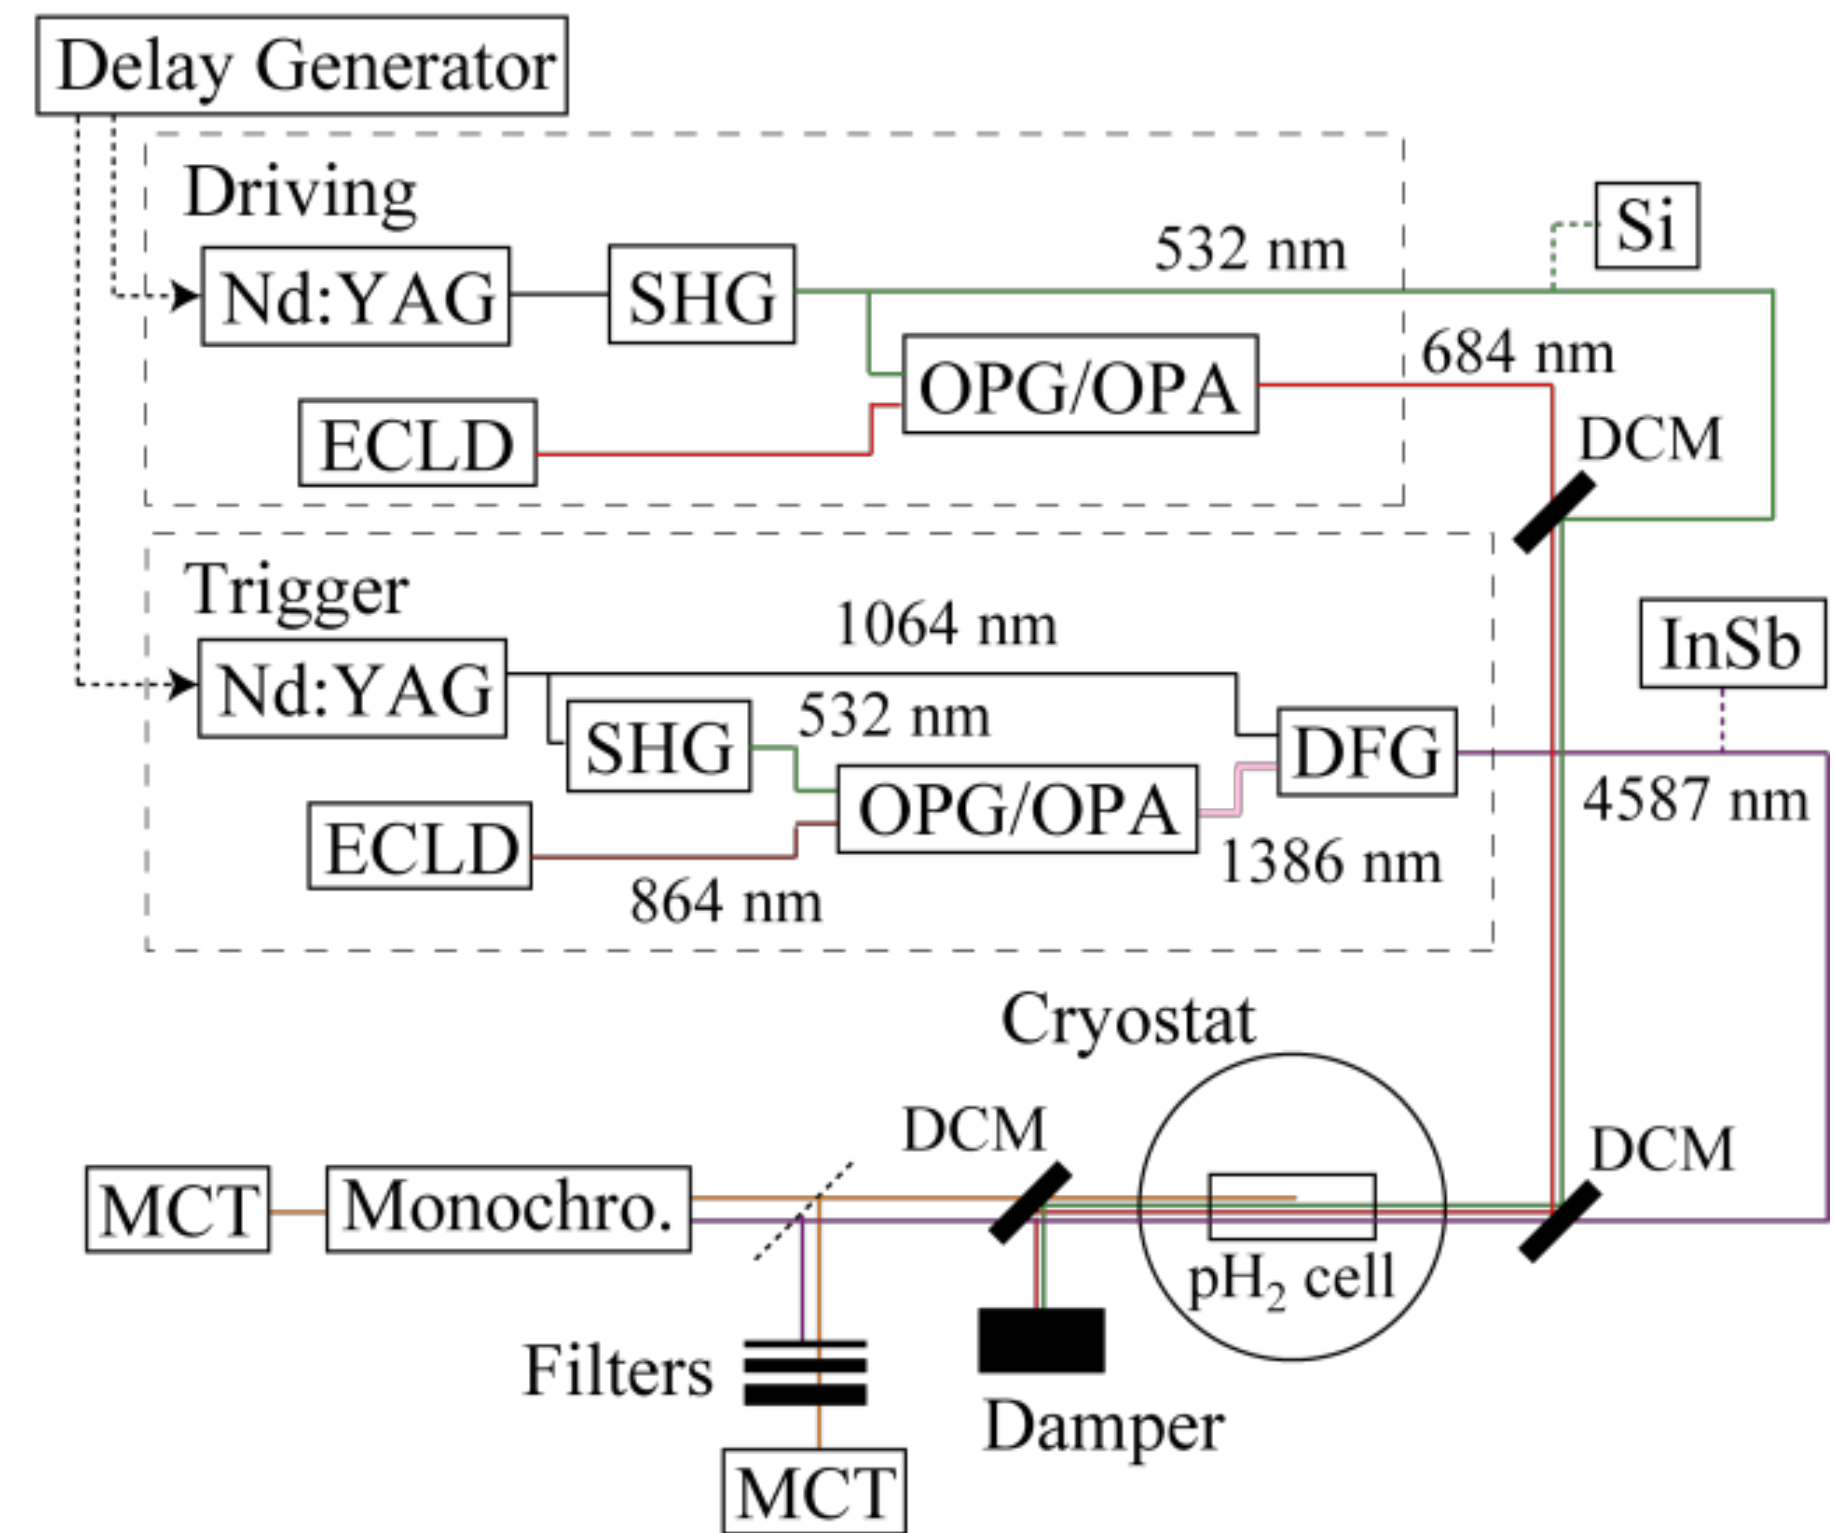 Delay Generator
Driving
Nd:YAG
SHG
532 nm
Si
OPG/OPA
684 nm
ECLD
DCM
Trigger
1064 nm
InSb
Nd:YAG
SHG
532 nm
DFG
OPG/OPA
4587 nm
ECLD
1386 nm
864 nm
Cryostat
DCM
DCM
MCT
Monochro.
pH₂ cell
Filters
Damper
MCT